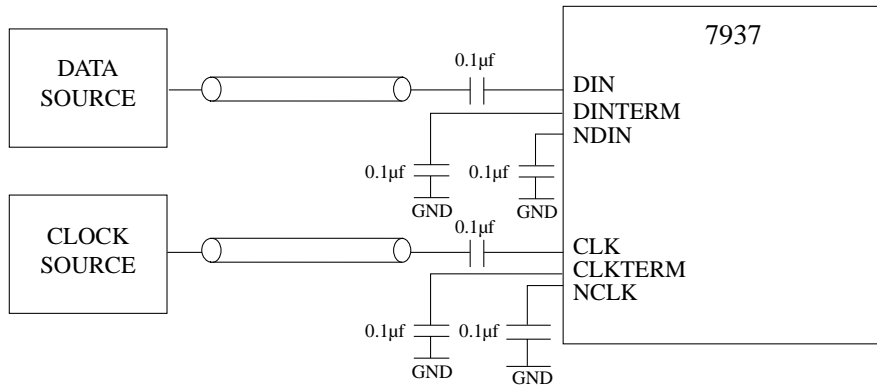 7937
DATA
SOURCE
0.1µf
DIN
DINTERM
NDIN
0.1µf
0.1µf
GND
GND
CLOCK
SOURCE
0.1µf
CLK
CLKTERM
NCLK
0.1µf
0.1µf
GND
GND